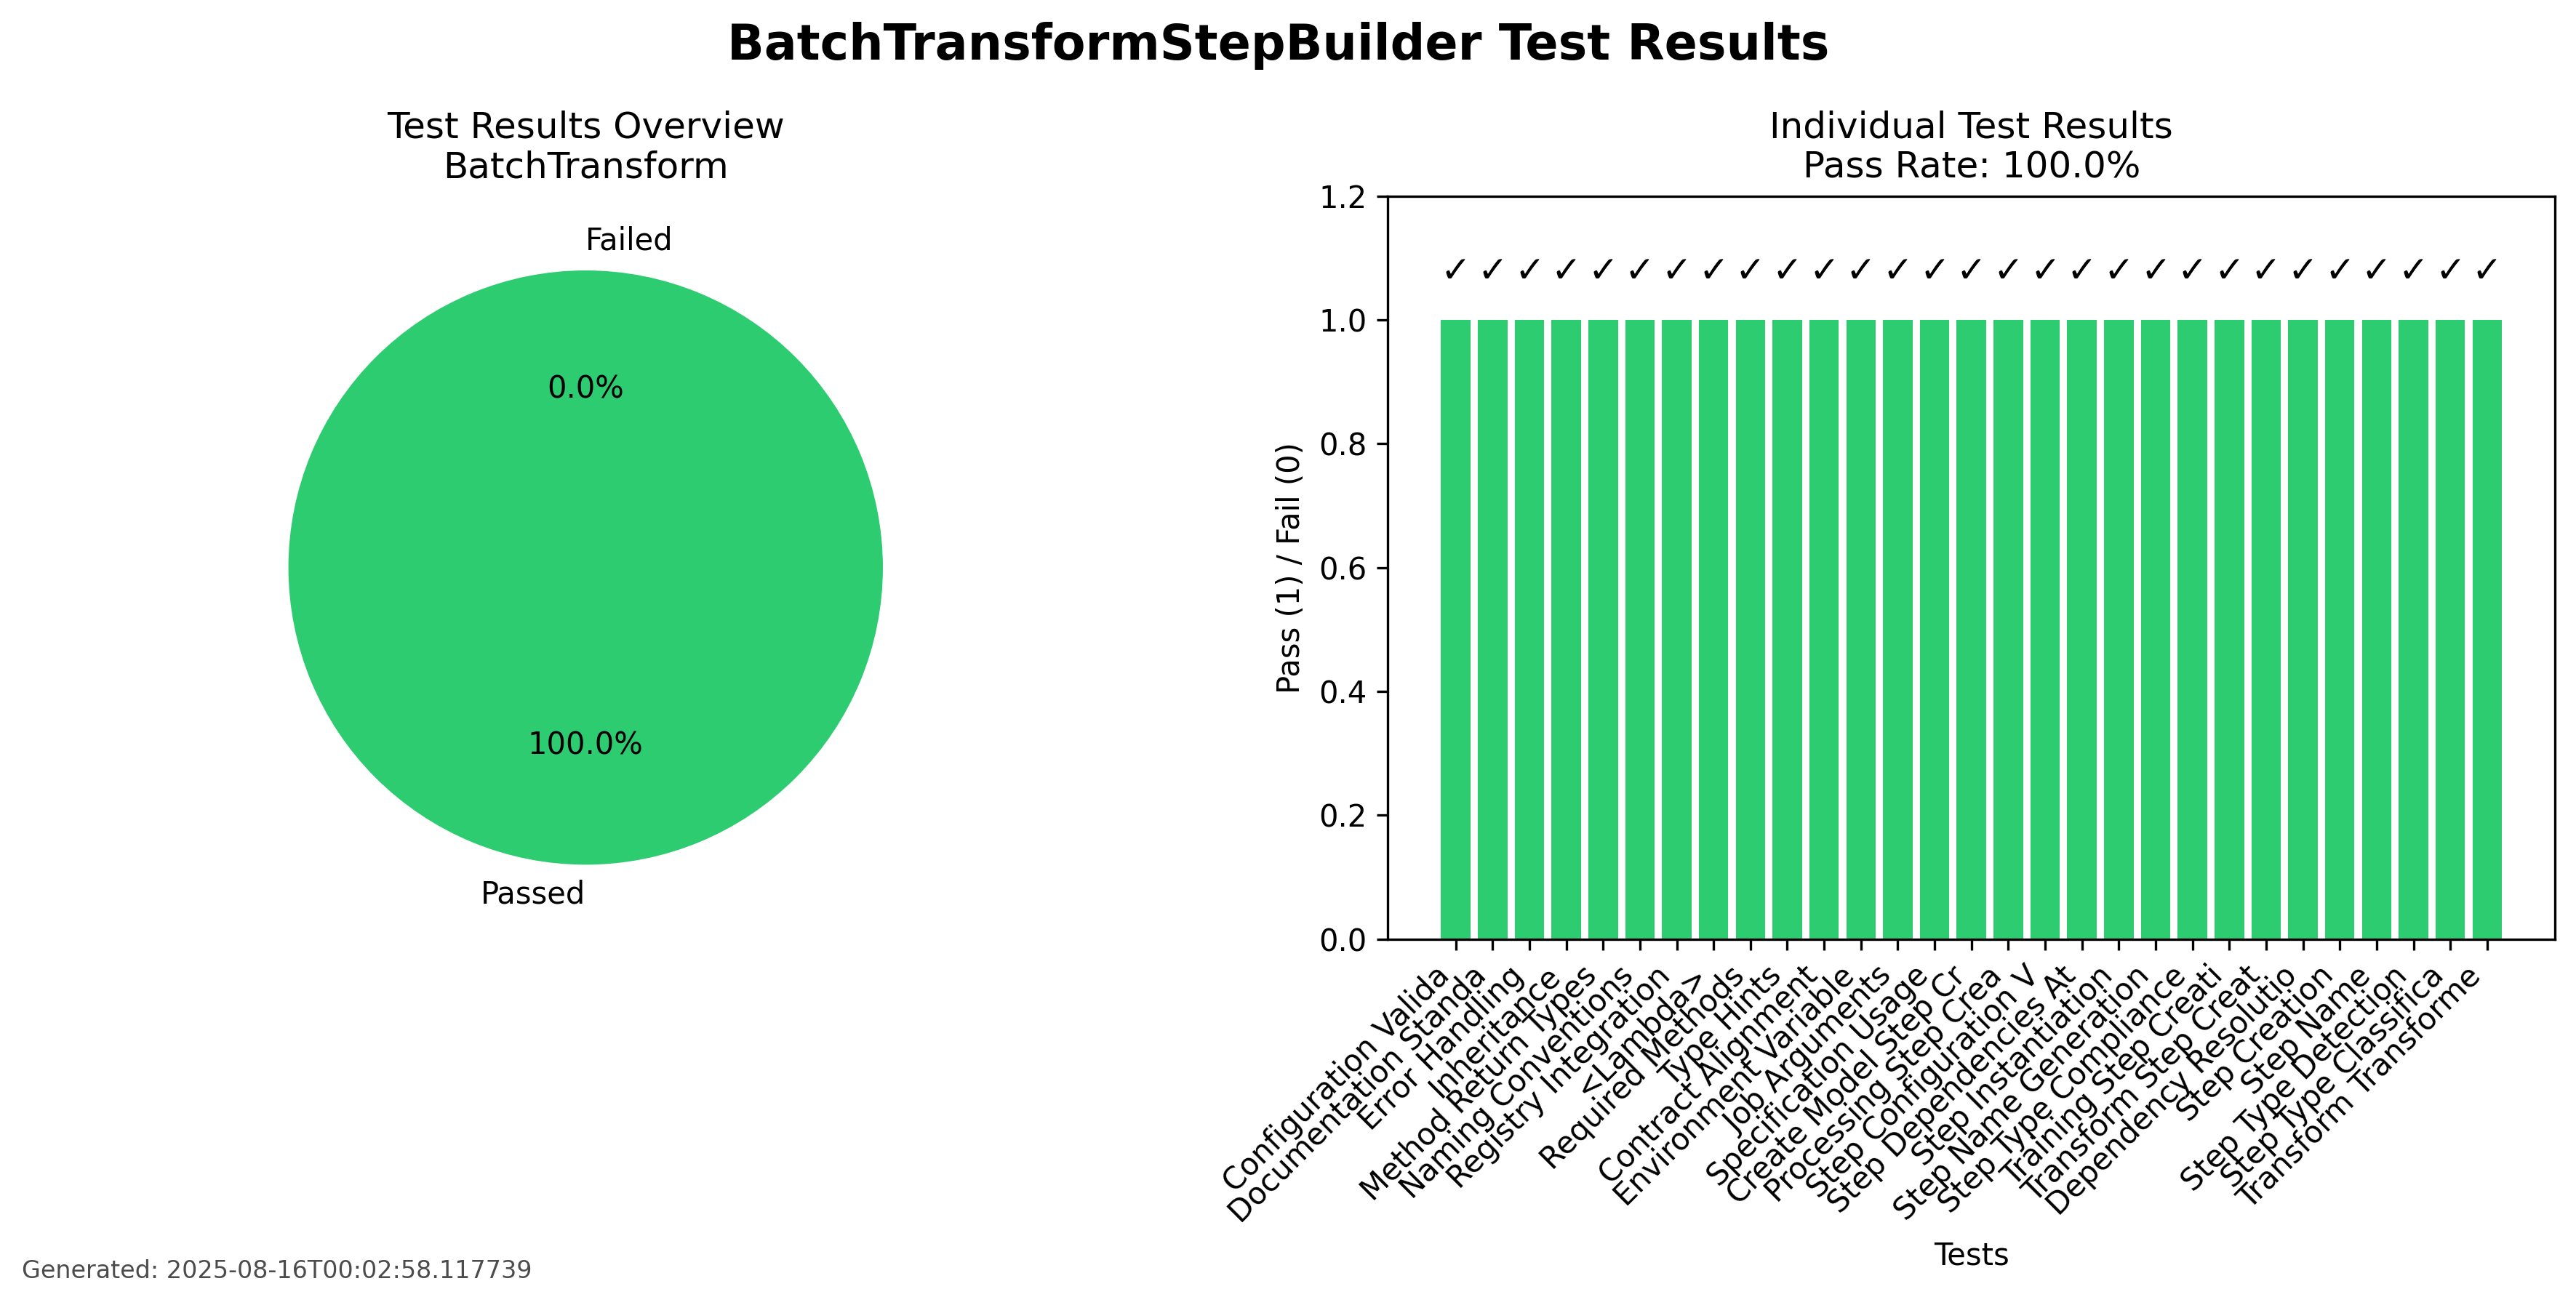 BatchTransformStepBuilder Test Results
Test Results Overview
BatchTransform
Failed
0.0%
100.0%
Passed
Individual Test Results
Pass Rate: 100.0%
1.2
✓ ✓ ✓ ✓ ✓ ✓ ✓ ✓ ✓ ✓ ✓ ✓ ✓ ✓ ✓ ✓ ✓ ✓ ✓ ✓ ✓ ✓ ✓ ✓ ✓ ✓ ✓ ✓ ✓
1.0
0.8
0.6
0.4
0.2
0.0
Pass (1) / Fail (0)
Configuration Valida
Documentation Standa
Error Handling
Inheritance
Method Return Types
Naming Conventions
Registry Integration
<Lambda>
Required Methods
Type Hints
Contract Alignment
Environment Variable
Job Arguments
Specification Usage
Create Model Step Cr
Processing Step Crea
Step Configuration V
Step Dependencies At
Step Instantiation
Step Name Generation
Step Type Compliance
Training Step Creati
Transform Step Creat
Dependency Resolutio
Step Creation
Step Name
Step Type Detection
Step Type Classifica
Transform Transforme
Tests
Generated: 2025-08-16T00:02:58.117739